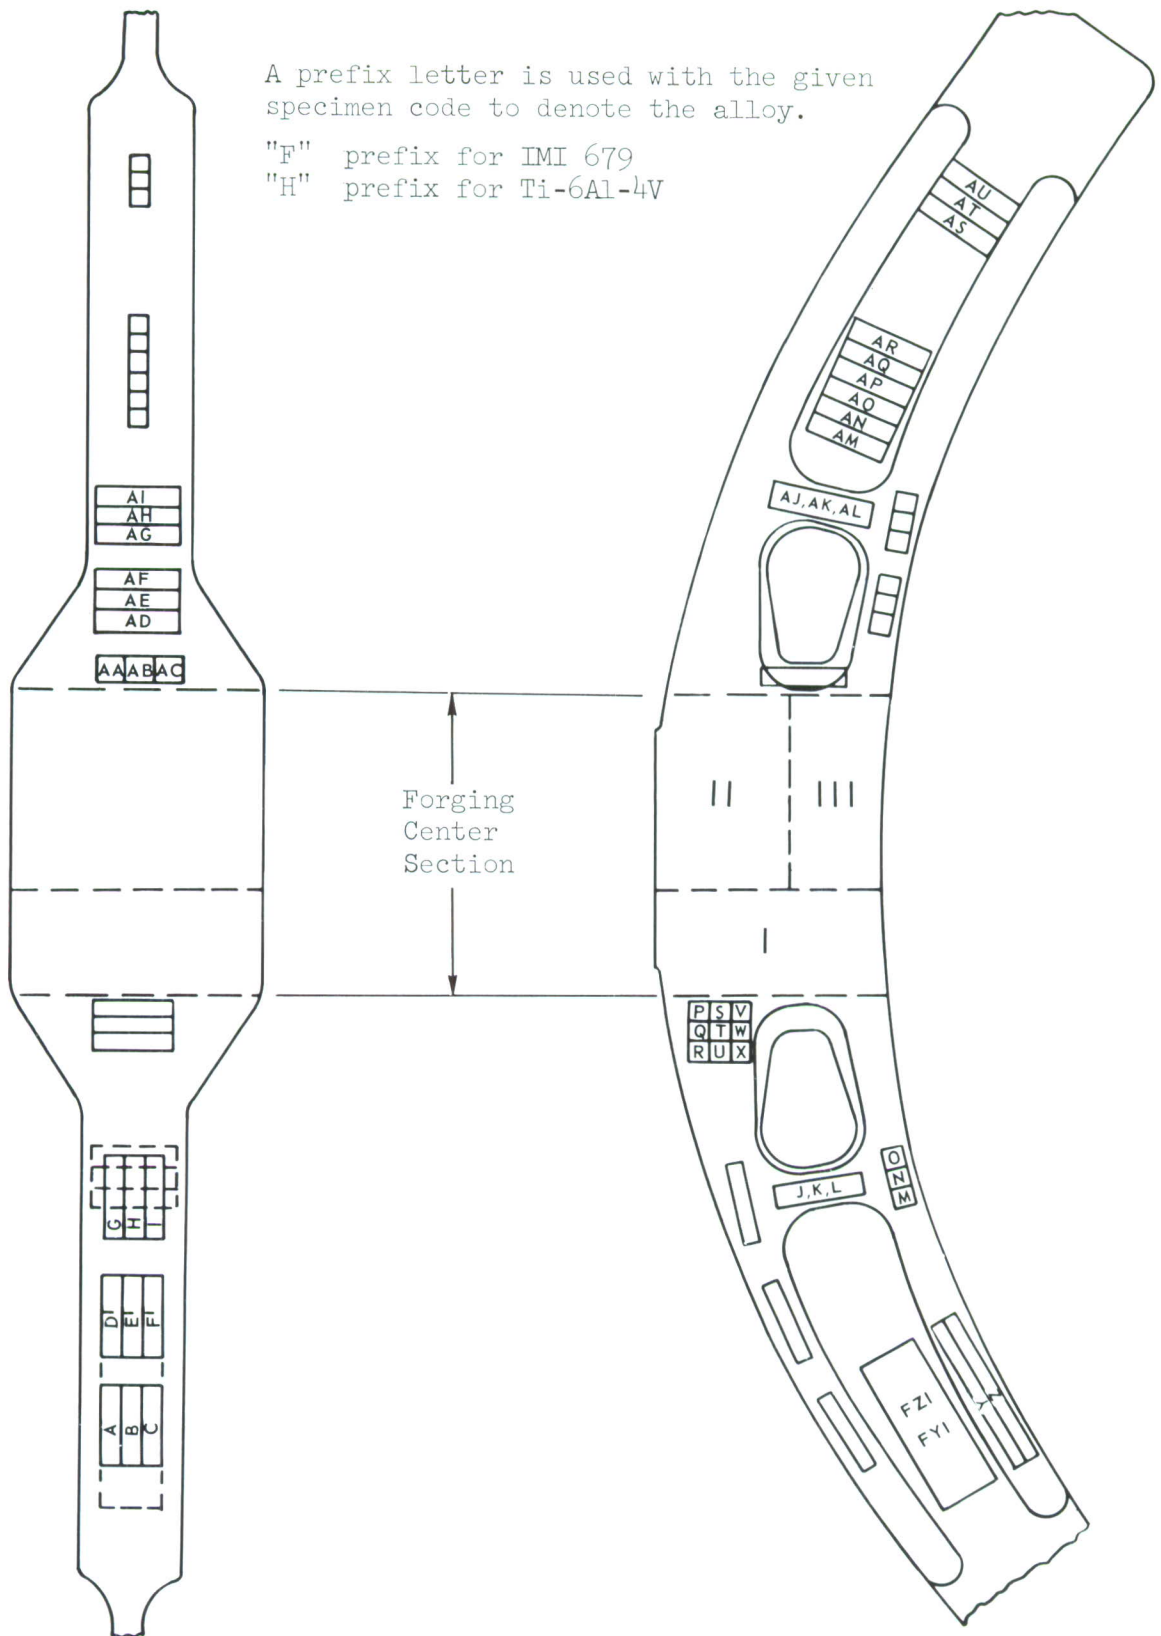 A prefix letter is used with the given
specimen code to denote the alloy.
"F" prefix for IMI 679
"H" prefix for Ti-6Al-4V
AU
AT
AS
AR
AQ
AP
AO
AN
AM
AJ, AK, AL
AI
AH
AG
AF
AE
AD
AA AB AC
Forging
Center
Section
II III
I
P S V
Q T W
R U X
O
N
M
J, K, L
G H I
D E F
A B C
Z
Y
FZI
FYI